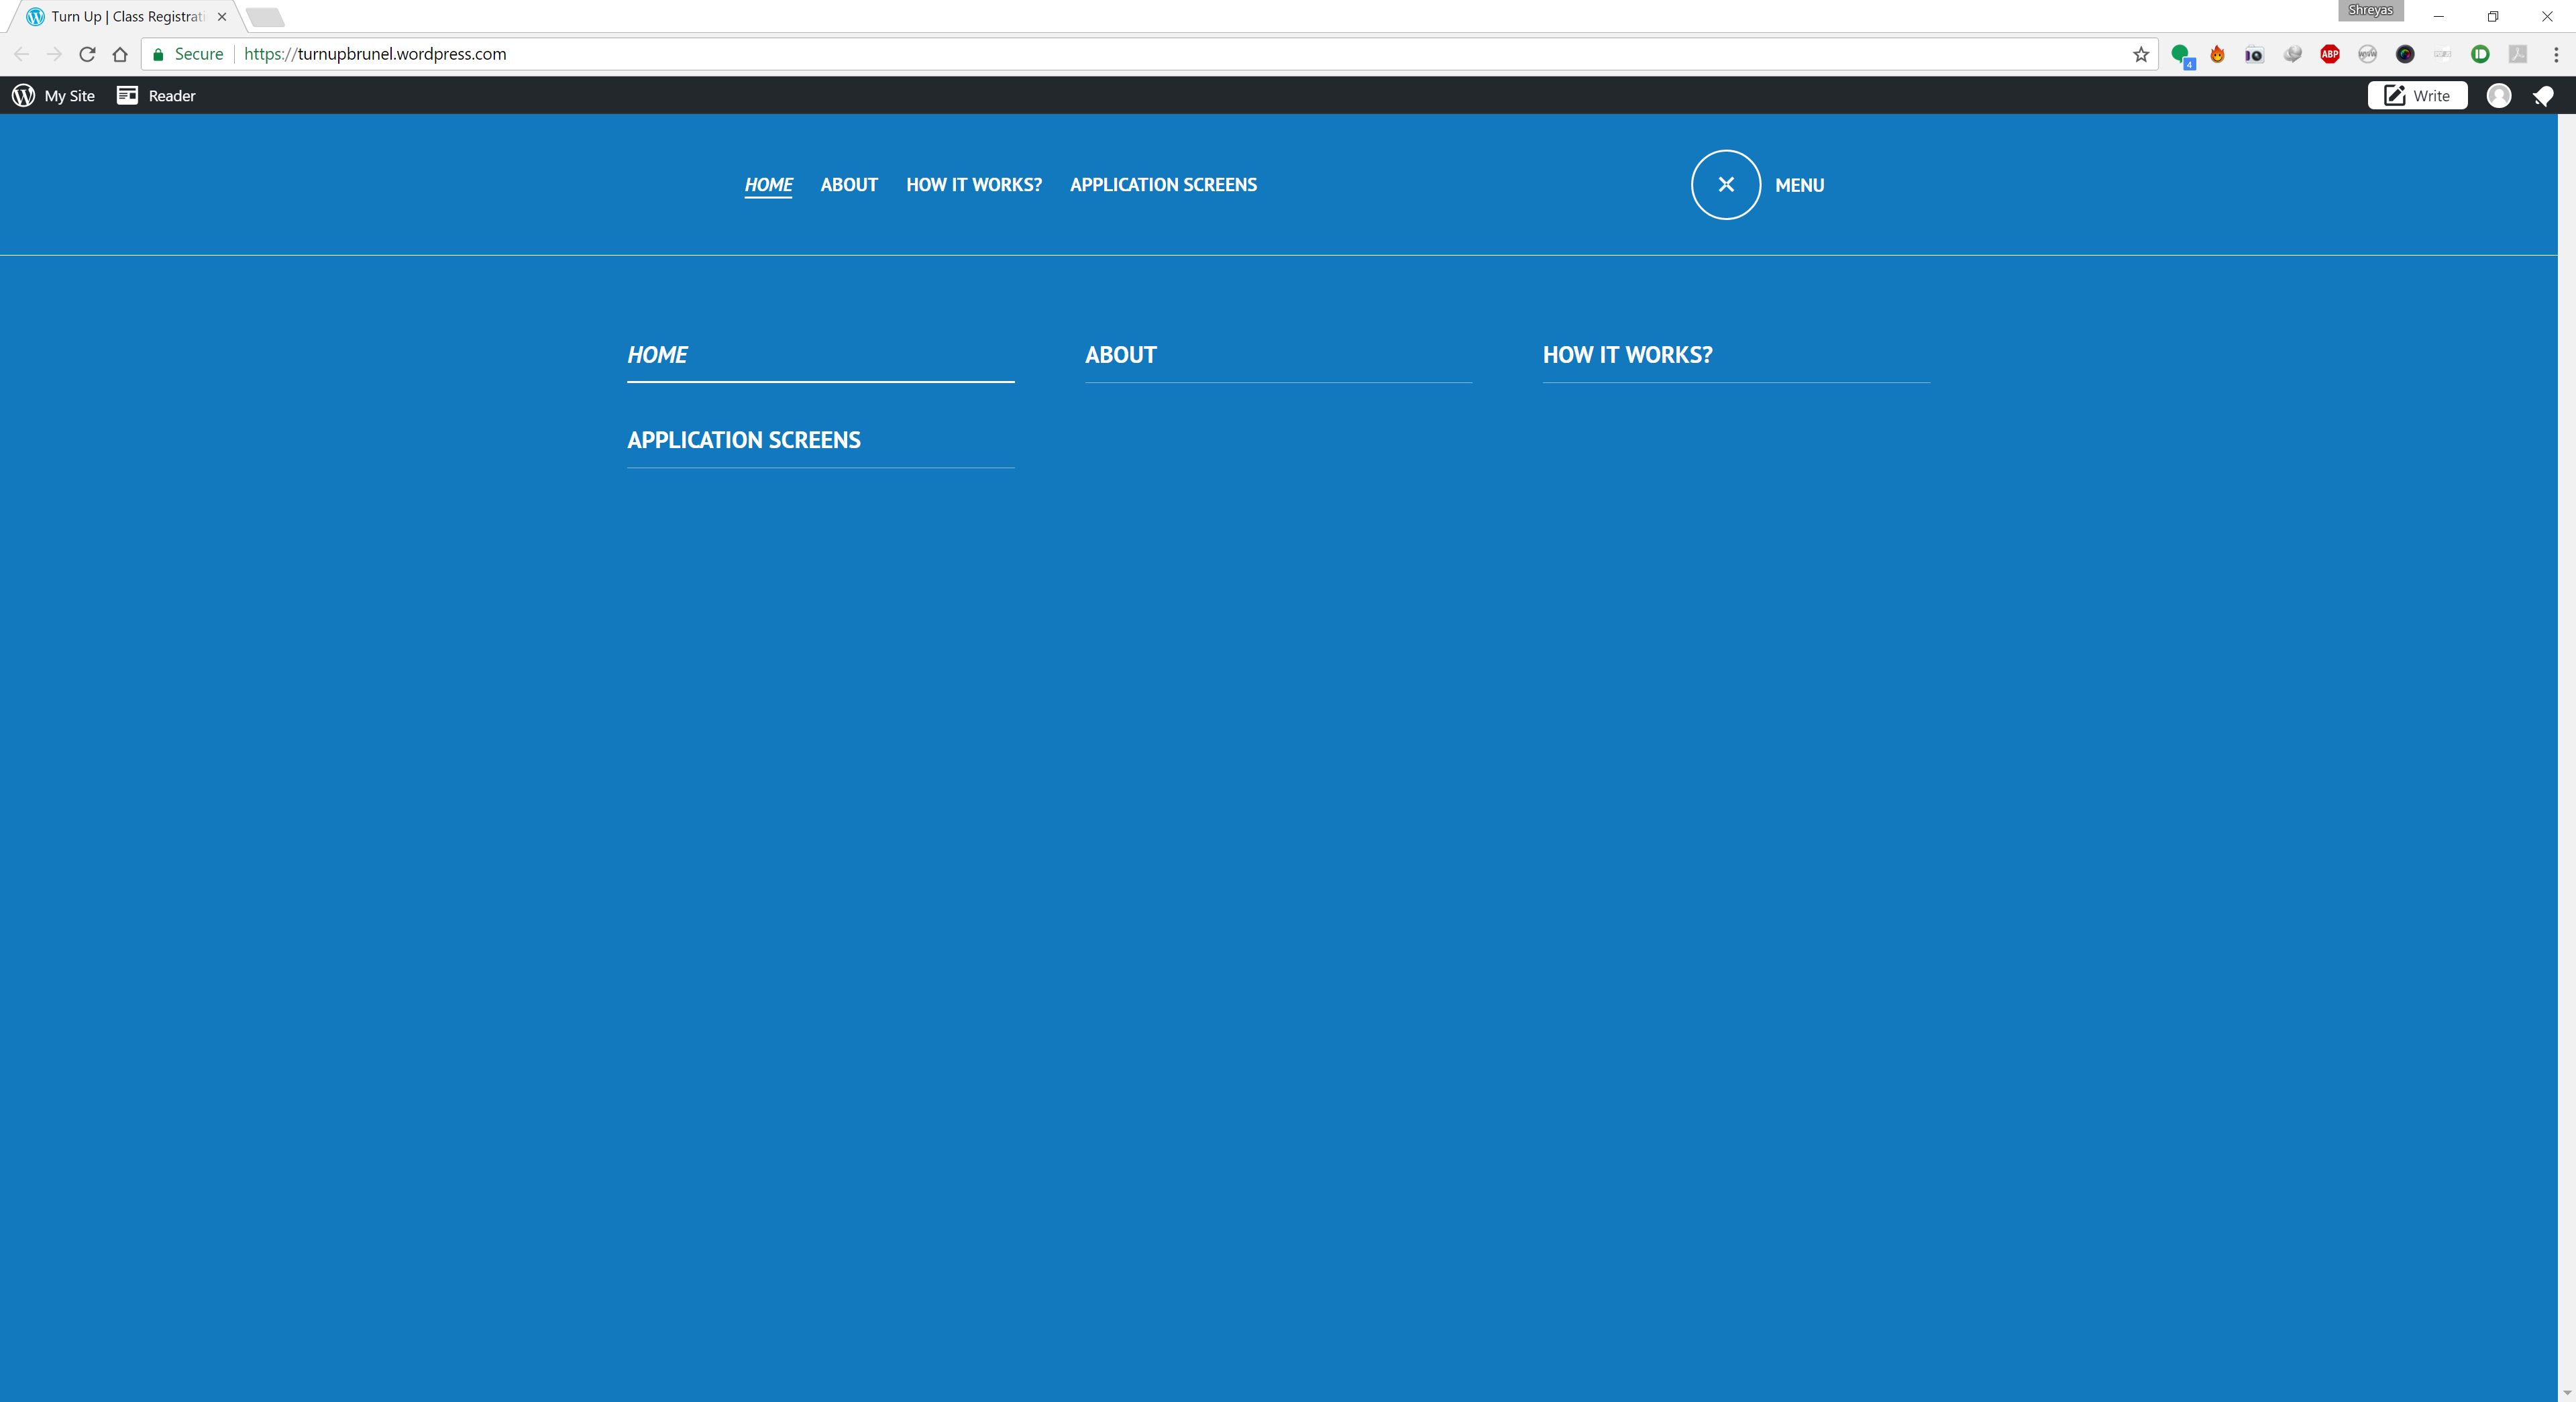 Turn Up | Class Registrati
Shreyas
Secure https://turnupbrunel.wordpress.com
4
ABP
My Site Reader Write
HOME ABOUT HOW IT WORKS? APPLICATION SCREENS MENU
HOME ABOUT HOW IT WORKS?
APPLICATION SCREENS